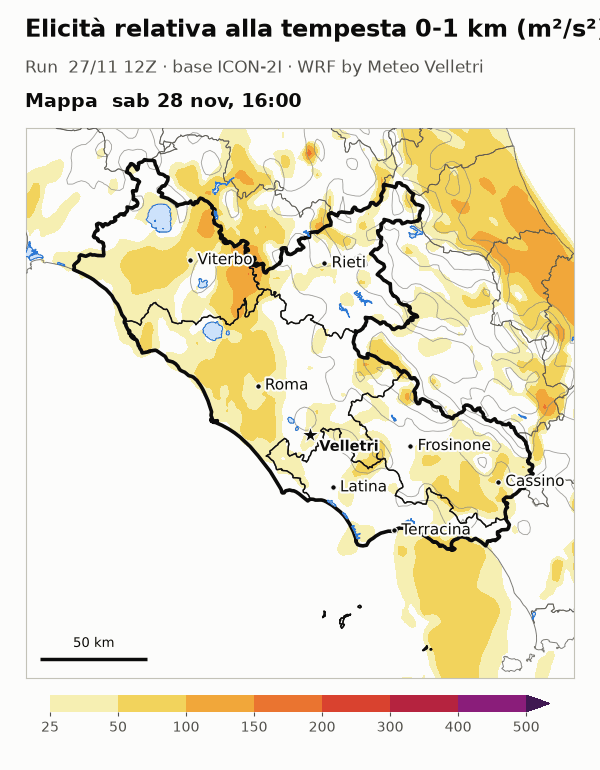 Elicità relativa alla tempesta 0-1 km (m²/s²)
Run 27/11 12Z · base ICON-2I · WRF by Meteo Velletri
Mappa sab 28 nov, 16:00
Viterbo
Rieti
Roma
Velletri
Frosinone
Cassino
Latina
Terracina
50 km
25 50 100 150 200 300 400 500